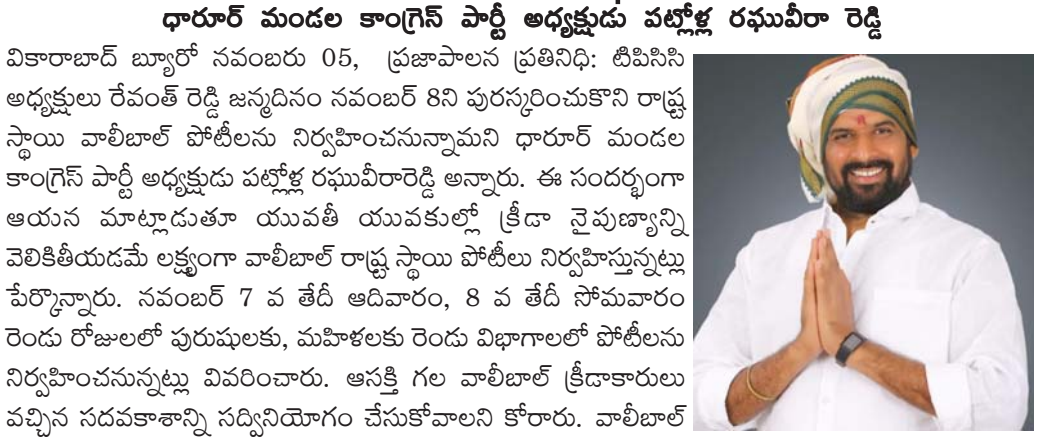 ధారూర్ మండల కాంగ్రెస్ పార్టీ అధ్యక్షుడు పట్లోళ్ల రఘువీరా రెడ్డి
వికారాబాద్ బ్యూరో నవంబరు 05, ప్రజాపాలన ప్రతినిధి: టిపిసిసి
అధ్యక్షులు రేవంత్ రెడ్డి జన్మదినం నవంబర్ 8ని పురస్కరించుకొని రాష్ట్ర
స్థాయి వాలీబాల్ పోటీలను నిర్వహించనున్నామని ధారూర్ మండల
కాంగ్రెస్ పార్టీ అధ్యక్షుడు పట్లోళ్ల రఘువీరారెడ్డి అన్నారు. ఈ సందర్భంగా
ఆయన మాట్లాడుతూ యువతీ యువకుల్లో క్రీడా నైపుణ్యాన్ని
వెలికితీయడమే లక్ష్యంగా వాలీబాల్ రాష్ట్ర స్థాయి పోటీలు నిర్వహిస్తున్నట్లు
పేర్కొన్నారు. నవంబర్ 7 వ తేదీ ఆదివారం, 8 వ తేదీ సోమవారం
రెండు రోజులలో పురుషులకు, మహిళలకు రెండు విభాగాలలో పోటీలను
నిర్వహించనున్నట్లు వివరించారు. ఆసక్తి గల వాలీబాల్ క్రీడాకారులు
వచ్చిన సదవకాశాన్ని సద్వినియోగం చేసుకోవాలని కోరారు. వాలీబాల్